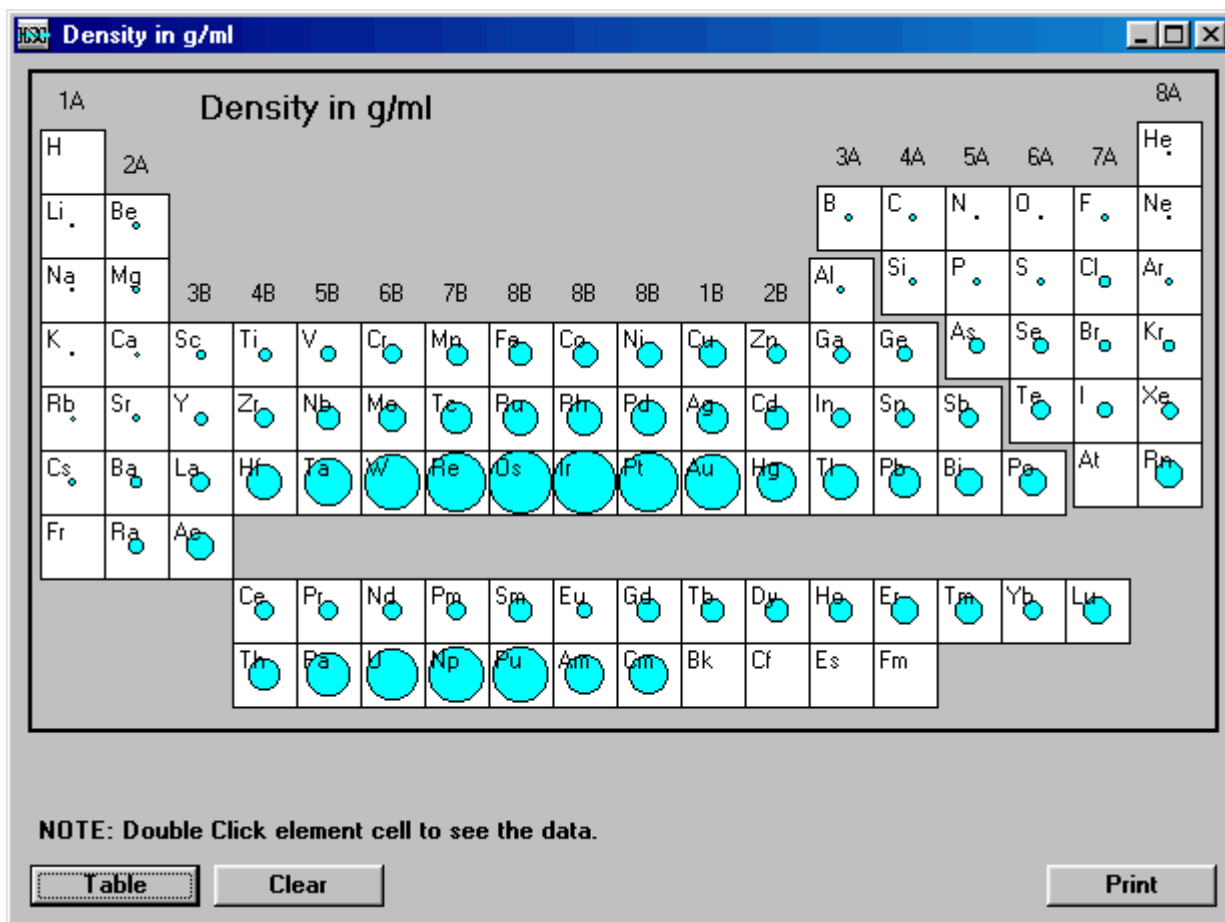 HSC Density in g/ml
1A Density in g/ml 8A
H 2A 3A 4A 5A 6A 7A He
Li Be B C N O F Ne
Na Mg 3B 4B 5B 6B 7B 8B 8B 8B 1B 2B Al Si P S Cl Ar
K Ca Sc Ti V Cr Mn Fe Co Ni Cu Zn Ga Ge As Se Br Kr
Rb Sr Y Zr Nb Mo Tc Ru Rh Pd Ag Cd In Sn Sb Te I Xe
Cs Ba La Hf Ta W Re Os Ir Pt Au Hg Tl Pb Bi Po At Rn
Fr Ra Ac
Ce Pr Nd Pm Sm Eu Gd Tb Dy Ho Er Tm Yb Lu
Th Pa U Np Pu Am Cm Bk Cf Es Fm
NOTE: Double Click element cell to see the data.
Table Clear Print